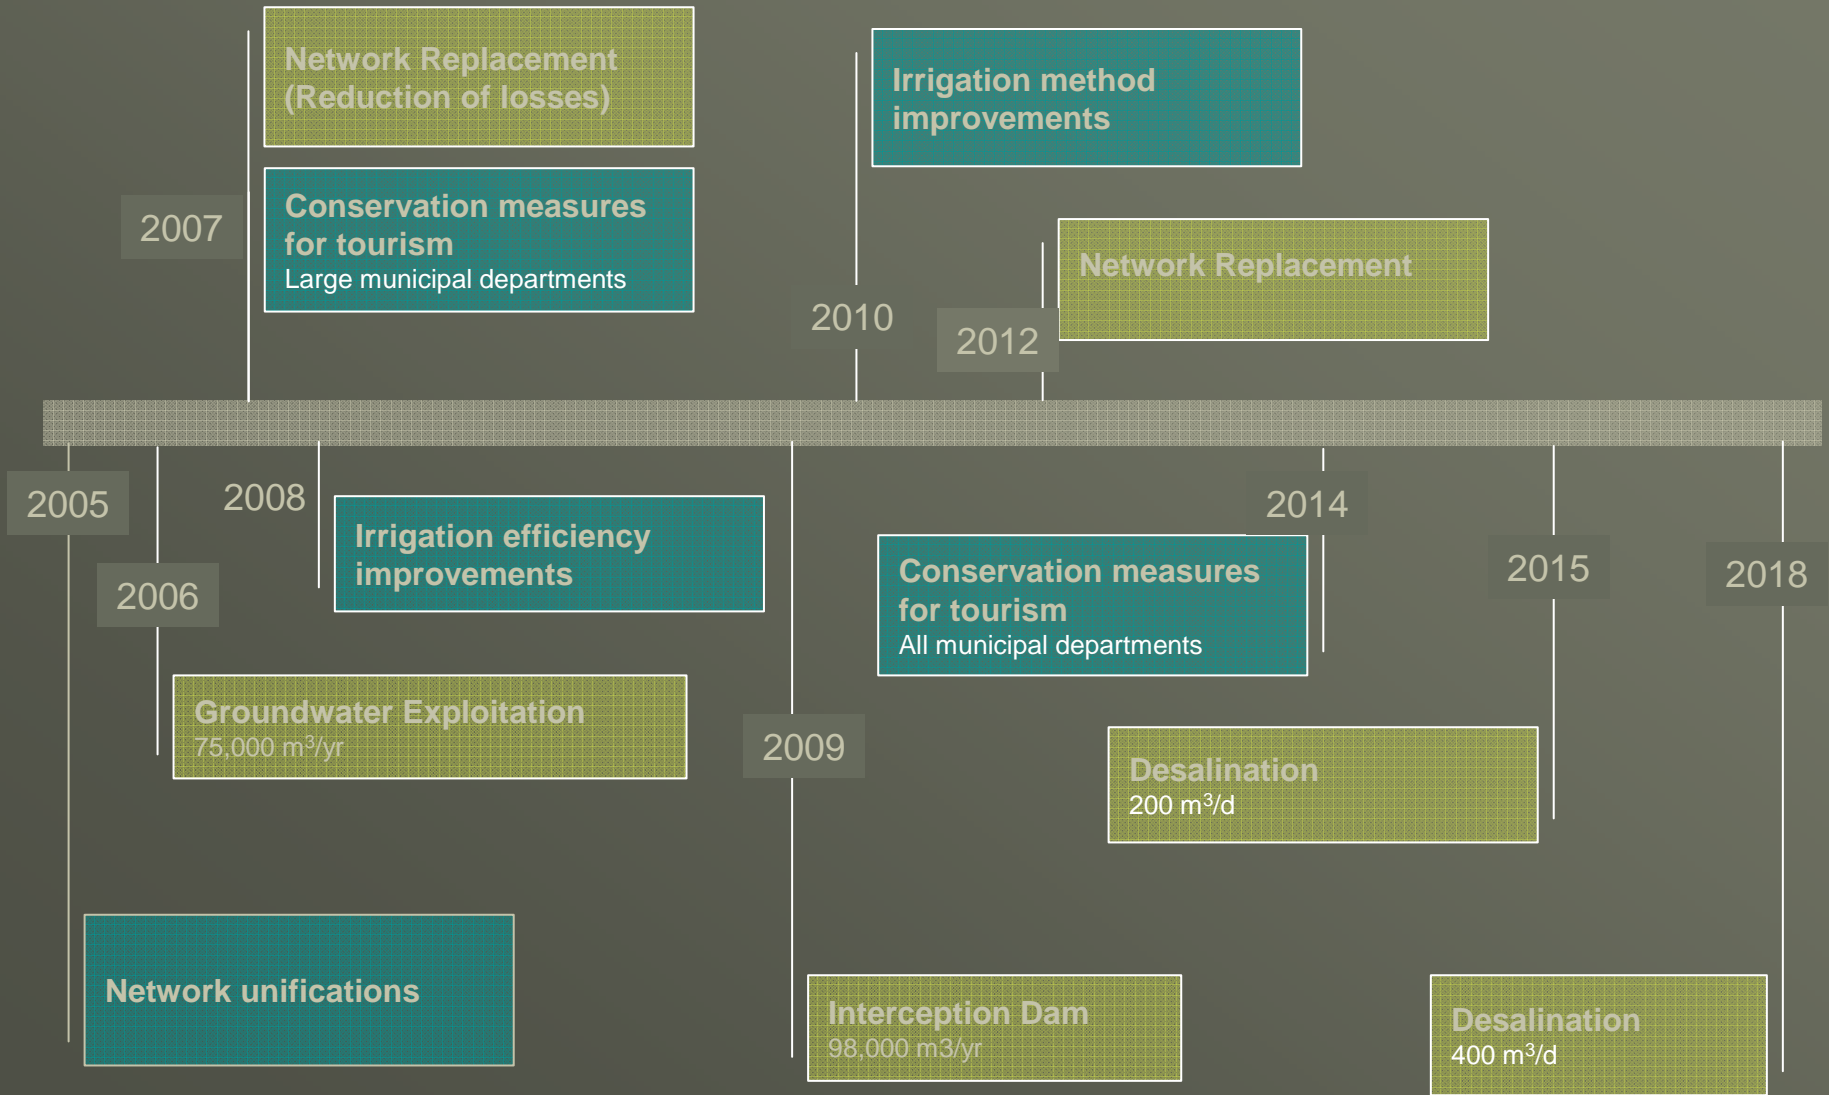 Network Replacement
(Reduction of losses)
Conservation measures
for tourism
Large municipal departments
2007
Irrigation method
improvements
2010
Network Replacement
2012
2005
Network unifications
2006
Groundwater Exploitation
75,000 m³/yr
2008
Irrigation efficiency
improvements
2009
Interception Dam
98,000 m3/yr
2014
Conservation measures
for tourism
All municipal departments
2015
Desalination
200 m³/d
2018
Desalination
400 m³/d